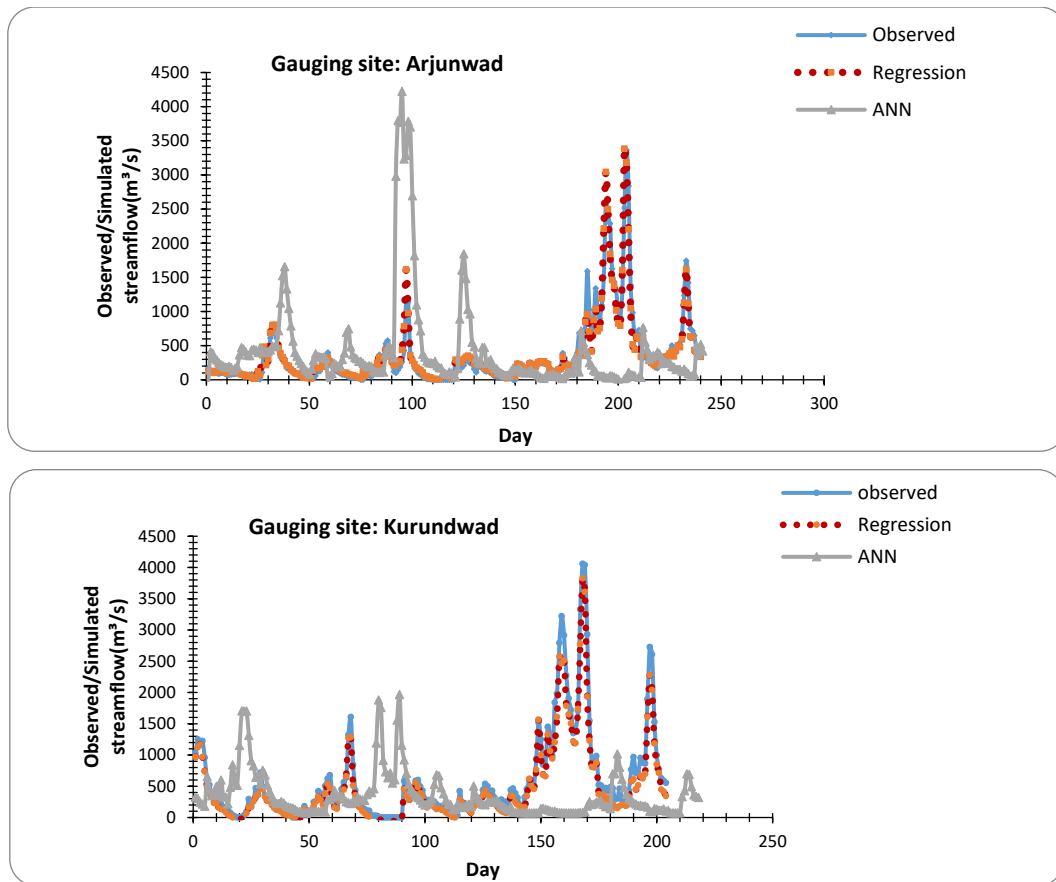 Gauging site: Arjunwad
Observed
Regression
ANN
Observed/Simulated
streamflow(m³/s)
4500
4000
3500
3000
2500
2000
1500
1000
500
0
0 50 100 150 200 250 300
Day
Gauging site: Kurundwad
observed
Regression
ANN
Observed/Simulated
streamflow(m³/s)
4500
4000
3500
3000
2500
2000
1500
1000
500
0
0 50 100 150 200 250
Day